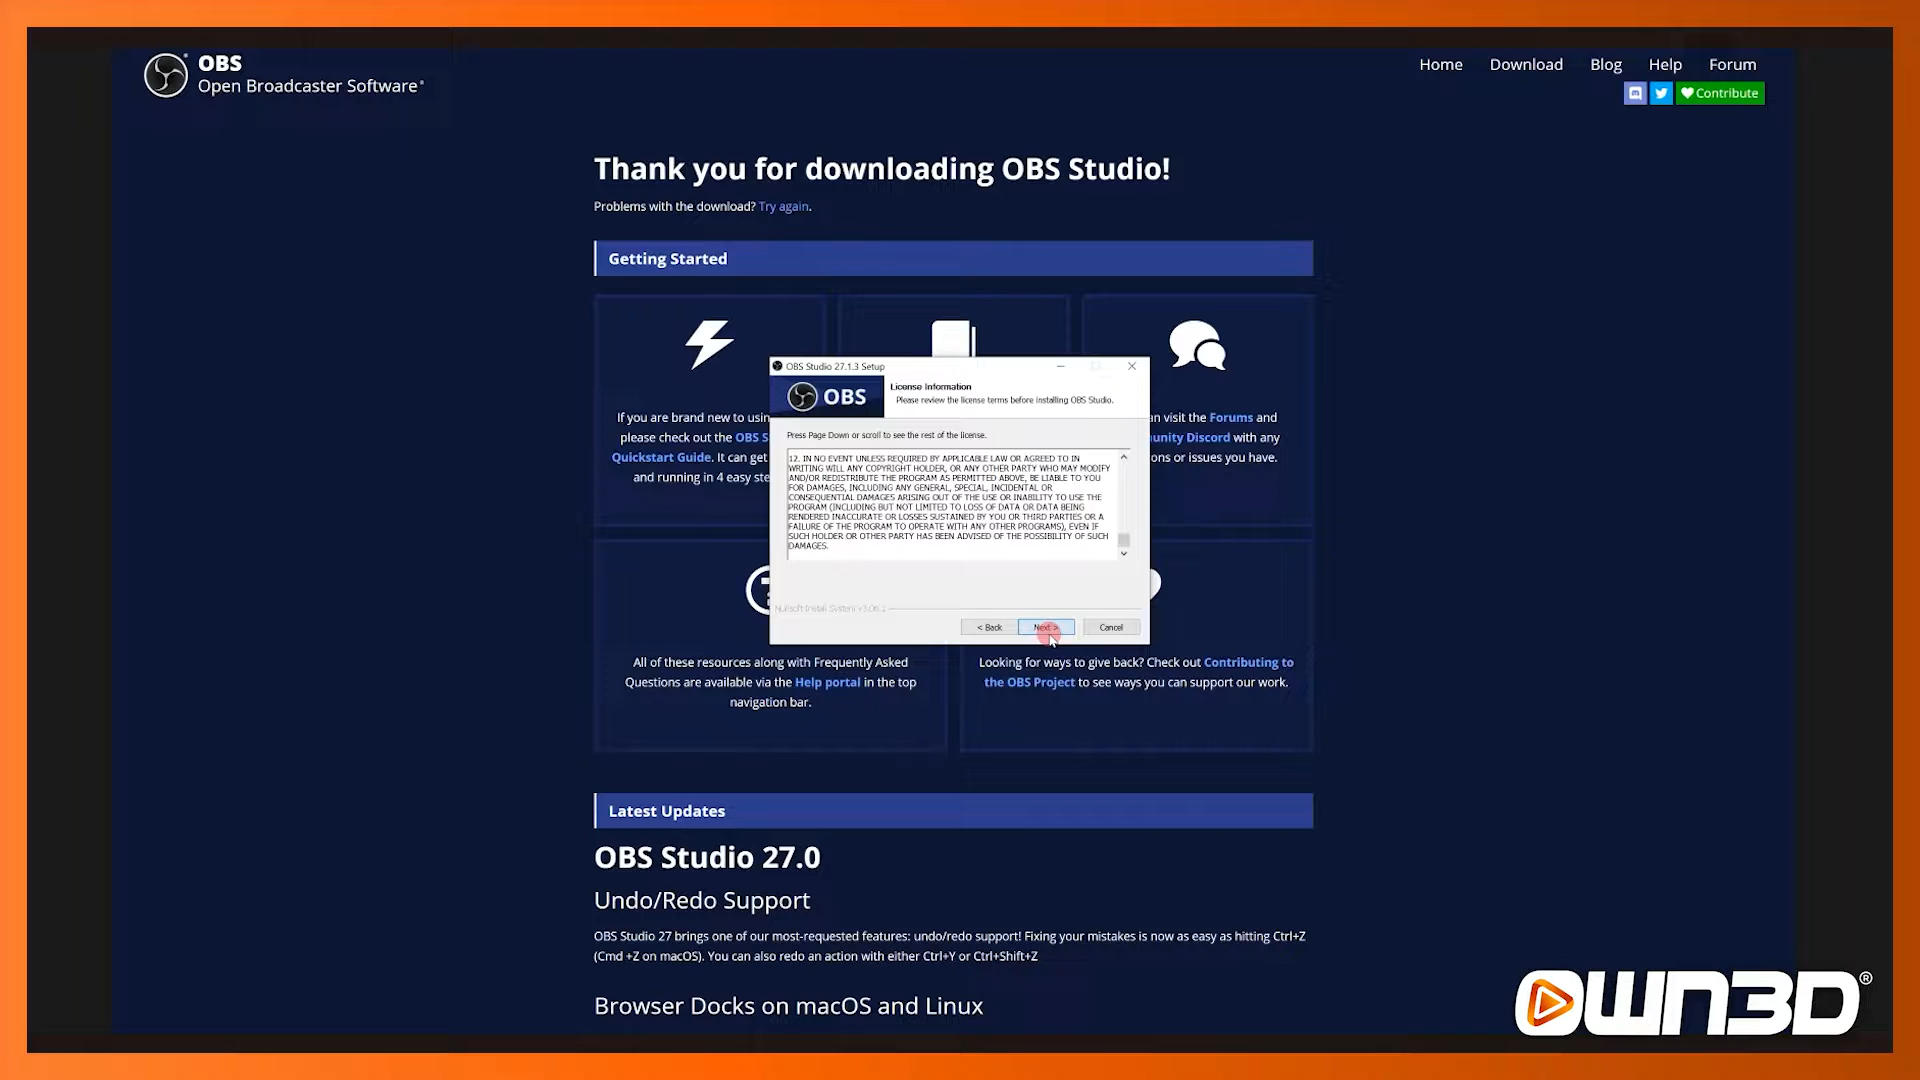 OBS
Open Broadcaster Software
Home Download Blog Help Forum
Contribute
Thank you for downloading OBS Studio!
Problems with the download? Try again.
Getting Started
If you are brand new to usin
please check out the OBS S
Quickstart Guide. It can get
and running in 4 easy ste
an visit the Forums and
unity Discord with any
ons or issues you have.
OBS Studio 27.1.3 Setup
OBS
License Information
Please review the license terms before installing OBS Studio.
Press Page Down or scroll to see the rest of the license.
12. IN NO EVENT UNLESS REQUIRED BY APPLICABLE LAW OR AGREED TO IN
WRITING WILL ANY COPYRIGHT HOLDER, OR ANY OTHER PARTY WHO MAY MODIFY
AND/OR REDISTRIBUTE THE PROGRAM AS PERMITTED ABOVE, BE LIABLE TO YOU
FOR DAMAGES, INCLUDING ANY GENERAL, SPECIAL, INCIDENTAL OR
CONSEQUENTIAL DAMAGES ARISING OUT OF THE USE OR INABILITY TO USE THE
PROGRAM (INCLUDING BUT NOT LIMITED TO LOSS OF DATA OR DATA BEING
RENDERED INACCURATE OR LOSSES SUSTAINED BY YOU OR THIRD PARTIES OR A
FAILURE OF THE PROGRAM TO OPERATE WITH ANY OTHER PROGRAMS), EVEN IF
SUCH HOLDER OR OTHER PARTY HAS BEEN ADVISED OF THE POSSIBILITY OF SUCH
DAMAGES.
Nullsoft Install System v3.06.1
< Back Next > Cancel
All of these resources along with Frequently Asked
Questions are available via the Help portal in the top
navigation bar.
Looking for ways to give back? Check out Contributing to
the OBS Project to see ways you can support our work.
Latest Updates
OBS Studio 27.0
Undo/Redo Support
OBS Studio 27 brings one of our most-requested features: undo/redo support! Fixing your mistakes is now as easy as hitting Ctrl+Z
(Cmd +Z on macOS). You can also redo an action with either Ctrl+Y or Ctrl+Shift+Z
Browser Docks on macOS and Linux
OWN3D®